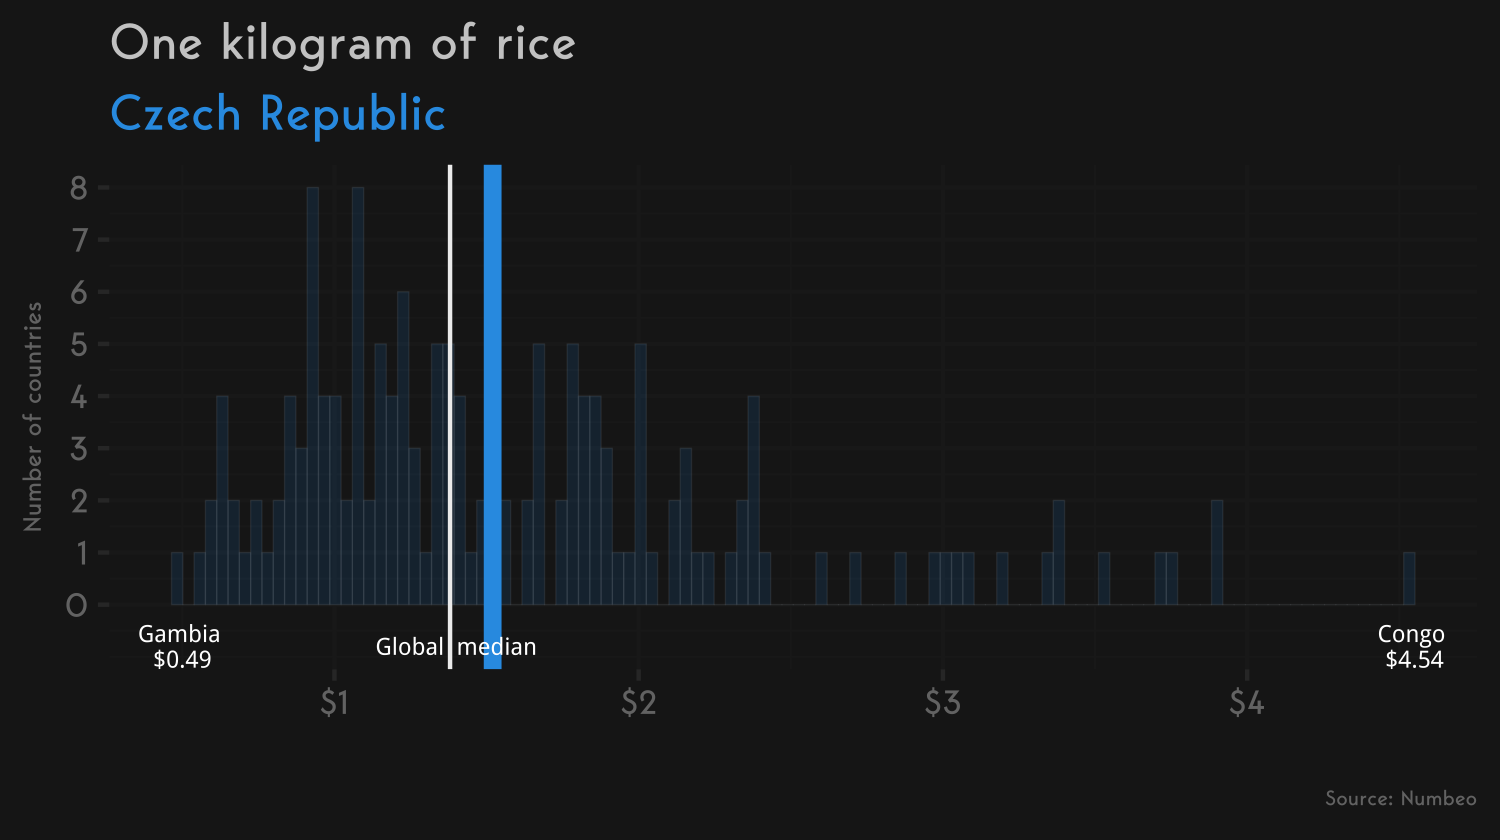 One kilogram of rice
Czech Republic
Number of countries
8
7
6
5
4
3
2
1
0
Gambia
$0.49
Global median
Congo
$4.54
$1
$2
$3
$4
Source: Numbeo